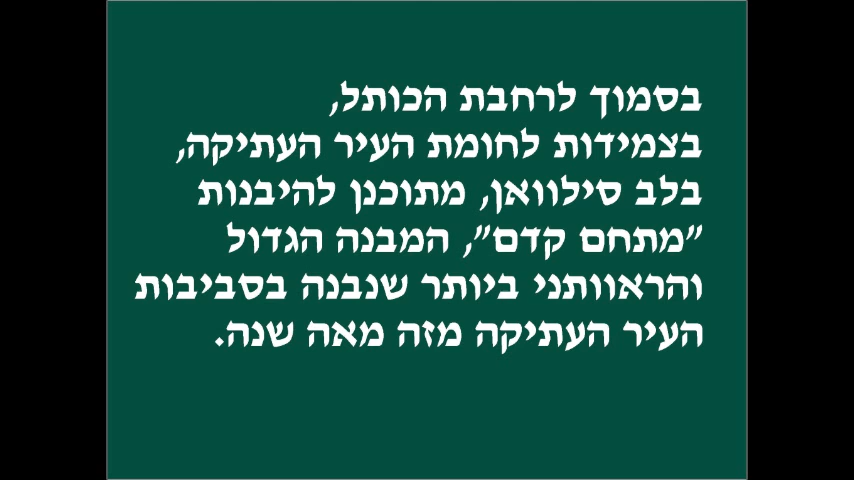 בסמוך לרחבת הכותל,
בצמידות לחומת העיר העתיקה,
בלב סילוואן, מתוכנן להיבנות
"מתחם קדם", המבנה הגדול
והראוותני ביותר שנבנה בסביבות
העיר העתיקה מזה מאה שנה.